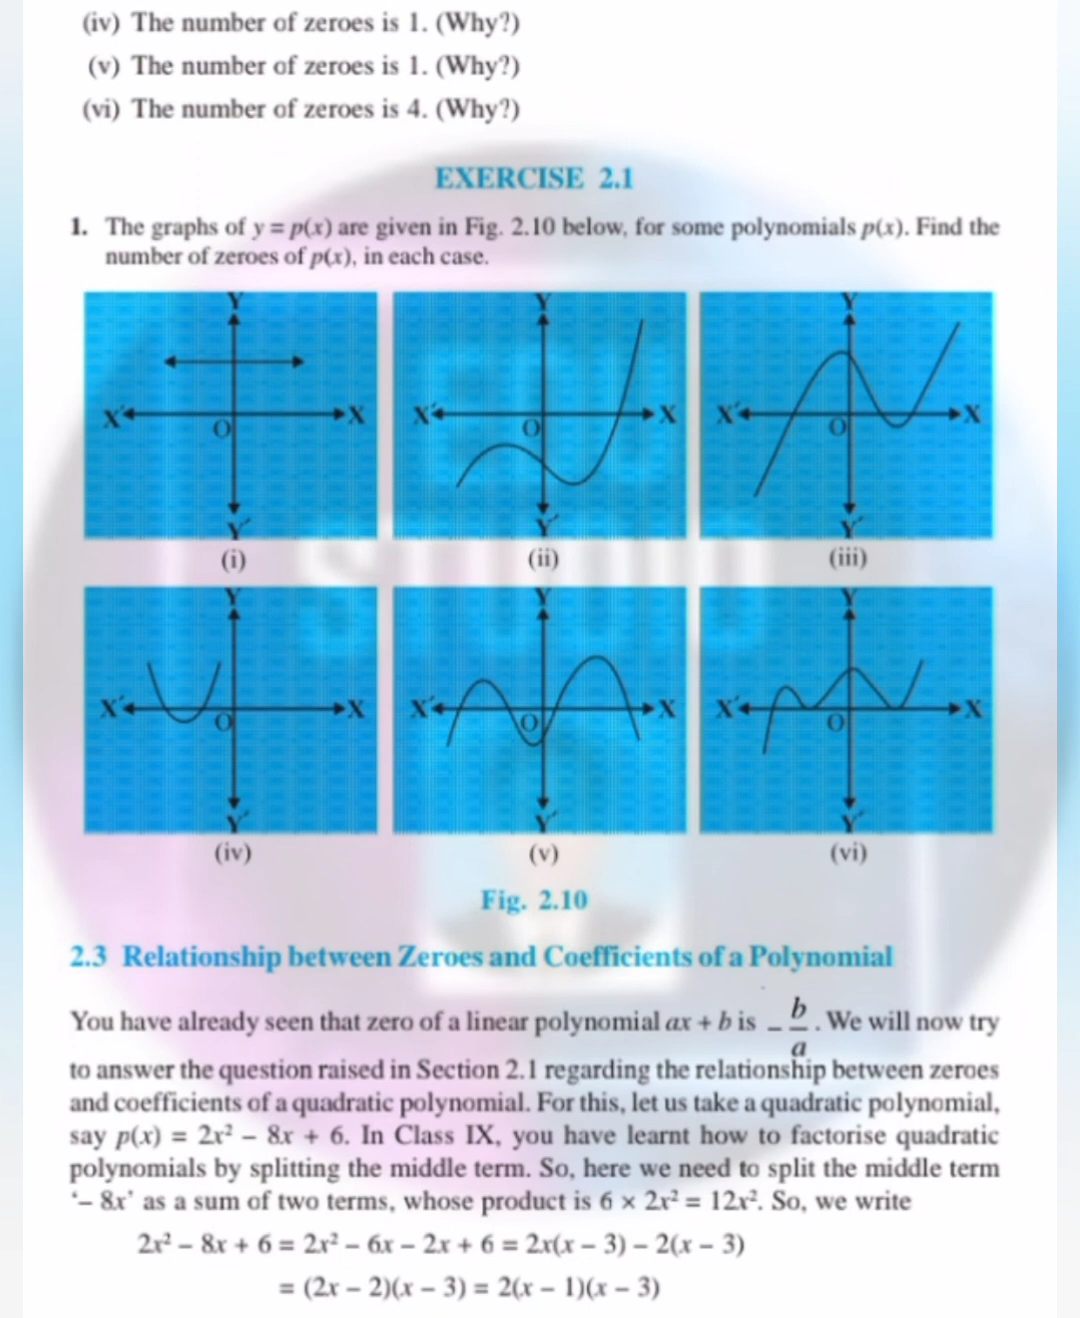 (iv) The number of zeroes is 1. (Why?)
(v) The number of zeroes is 1. (Why?)
(vi) The number of zeroes is 4. (Why?)
EXERCISE 2.1
1. The graphs of y = p(x) are given in Fig. 2.10 below, for some polynomials p(x). Find the
number of zeroes of p(x), in each case.
Y Y Y
X′ O X X′ O X X′ O X
Y′ Y′ Y′
(i) (ii) (iii)
Y Y Y
X′ O X X′ O X X′ O X
Y′ Y′ Y′
(iv) (v) (vi)
Fig. 2.10
2.3 Relationship between Zeroes and Coefficients of a Polynomial
You have already seen that zero of a linear polynomial ax + b is – b/a. We will now try
to answer the question raised in Section 2.1 regarding the relationship between zeroes
and coefficients of a quadratic polynomial. For this, let us take a quadratic polynomial,
say p(x) = 2x² – 8x + 6. In Class IX, you have learnt how to factorise quadratic
polynomials by splitting the middle term. So, here we need to split the middle term
‘– 8x’ as a sum of two terms, whose product is 6 × 2x² = 12x². So, we write
2x² – 8x + 6 = 2x² – 6x – 2x + 6 = 2x(x – 3) – 2(x – 3)
= (2x – 2)(x – 3) = 2(x – 1)(x – 3)